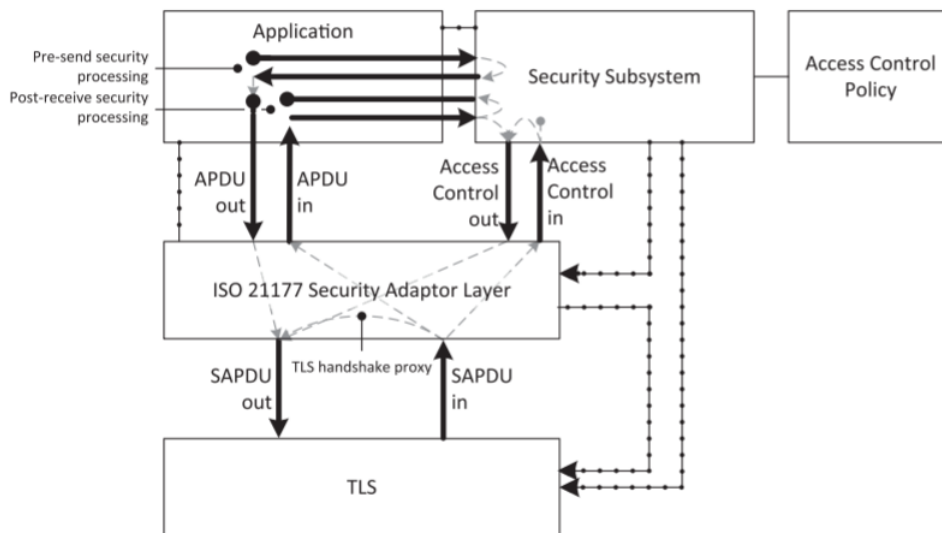 Application
Pre-send security
processing
Post-receive security
processing
Security Subsystem
Access Control
Policy
APDU
out
APDU
in
Access
Control
out
Access
Control
in
ISO 21177 Security Adaptor Layer
TLS handshake proxy
SAPDU
out
SAPDU
in
TLS